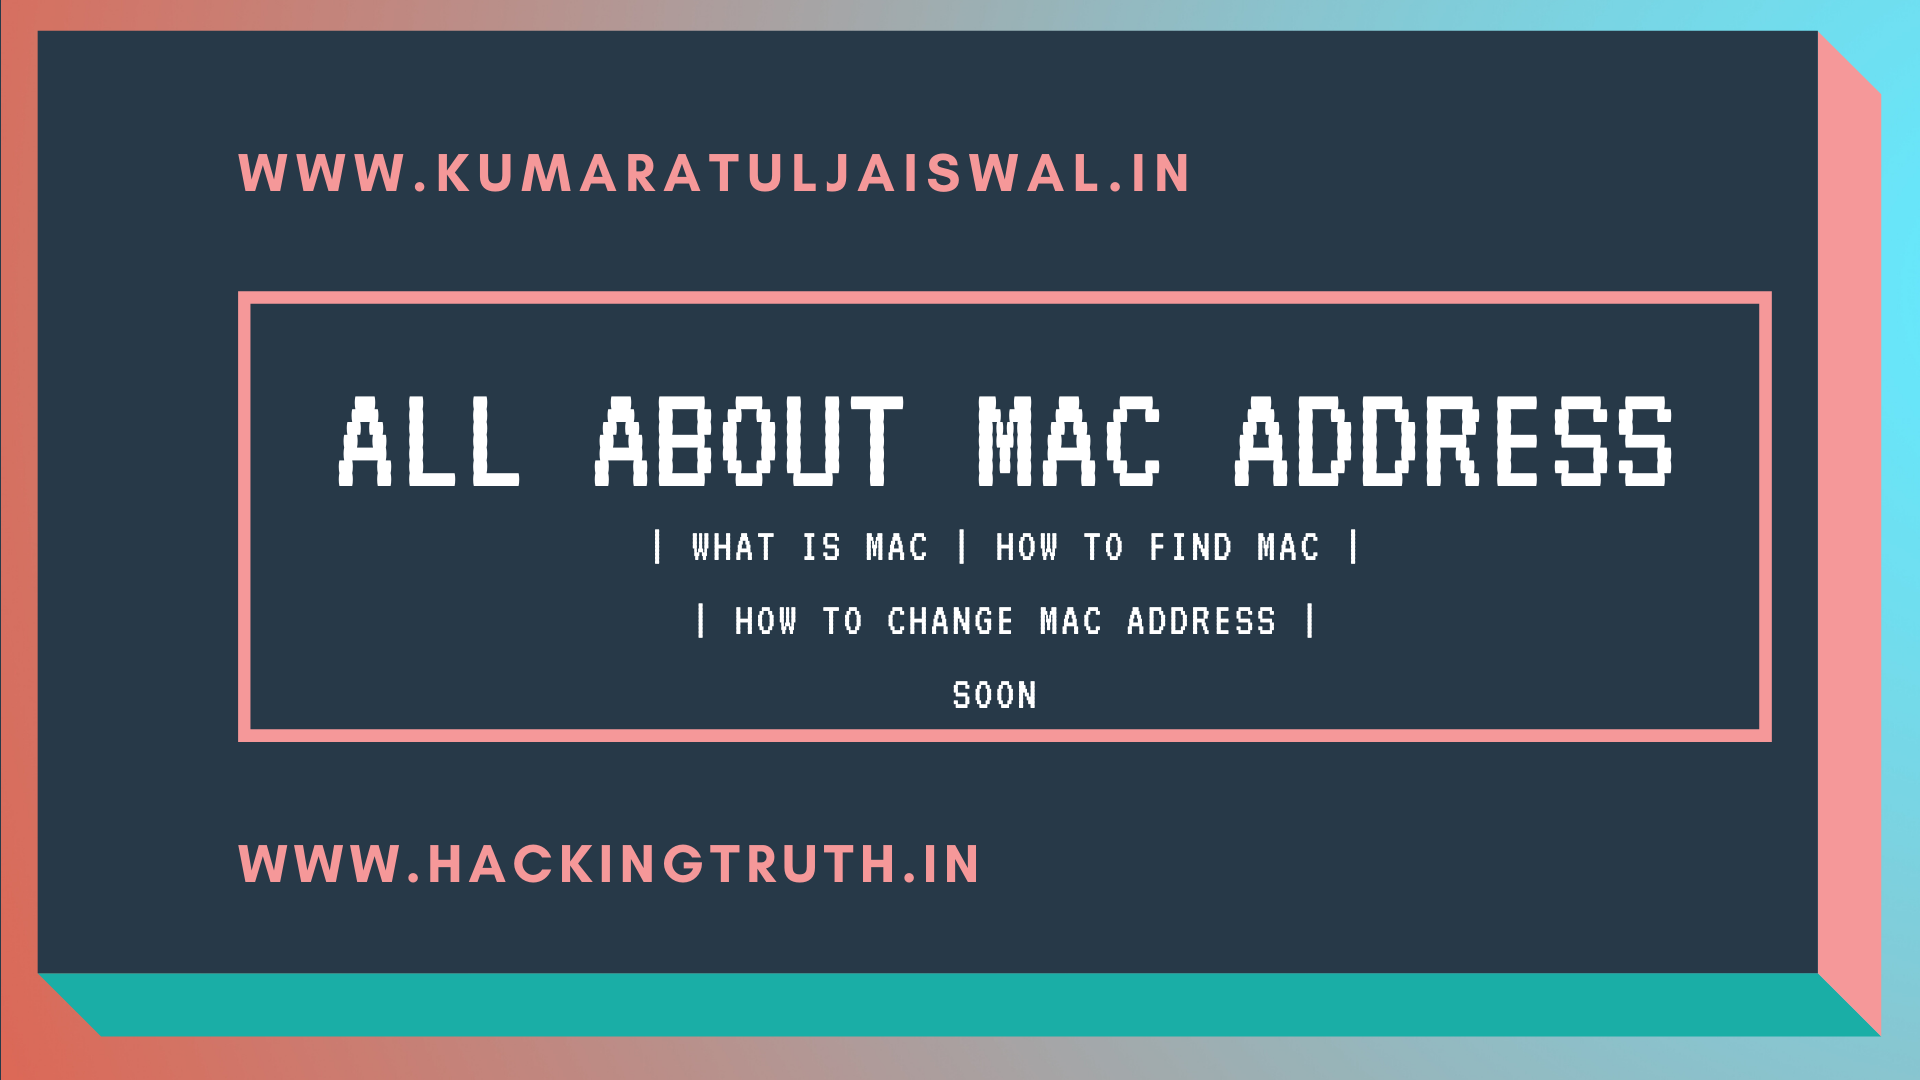 WWW.KUMARATULJAISWAL.IN
ALL ABOUT MAC ADDRESS
| WHAT IS MAC | HOW TO FIND MAC |
| HOW TO CHANGE MAC ADDRESS |
SOON
WWW.HACKINGTRUTH.IN